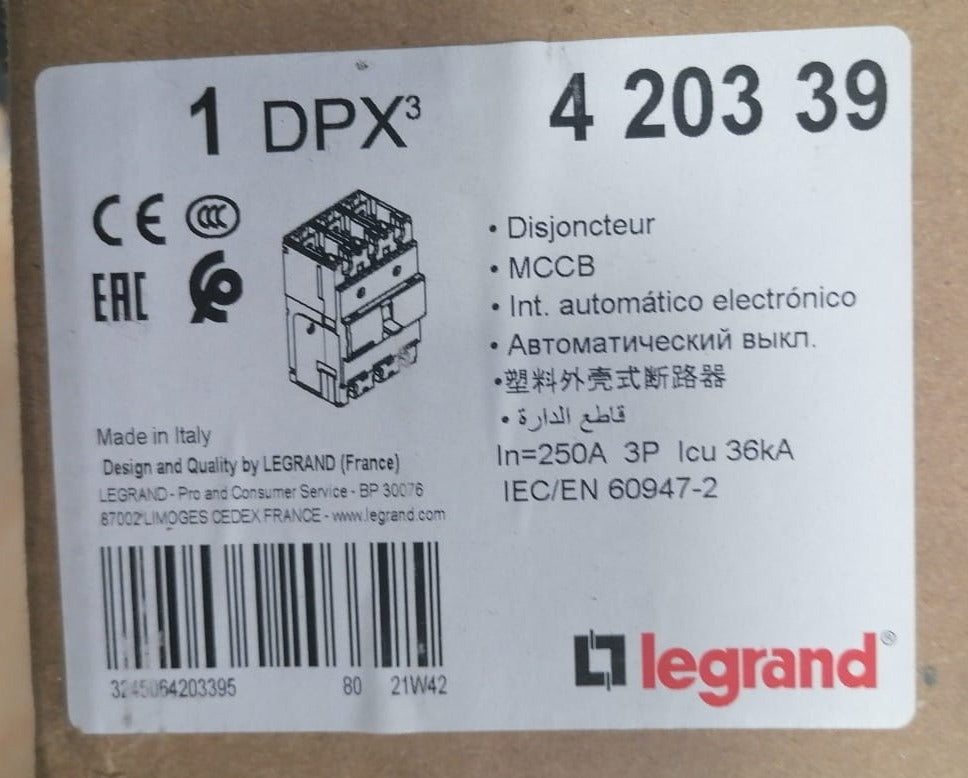 1 DPX³ 4 203 39
CE CCC
EAC
• Disjoncteur
• MCCB
• Int. automático electrónico
• Автоматический выкл.
•塑料外壳式断路器
• قاطع الدارة
In=250A 3P Icu 36kA
IEC/EN 60947-2
Made in Italy
Design and Quality by LEGRAND (France)
LEGRAND - Pro and Consumer Service - BP 30076
87002 LIMOGES CEDEX FRANCE - www.legrand.com
3245064203395 80 21W42
legrand®